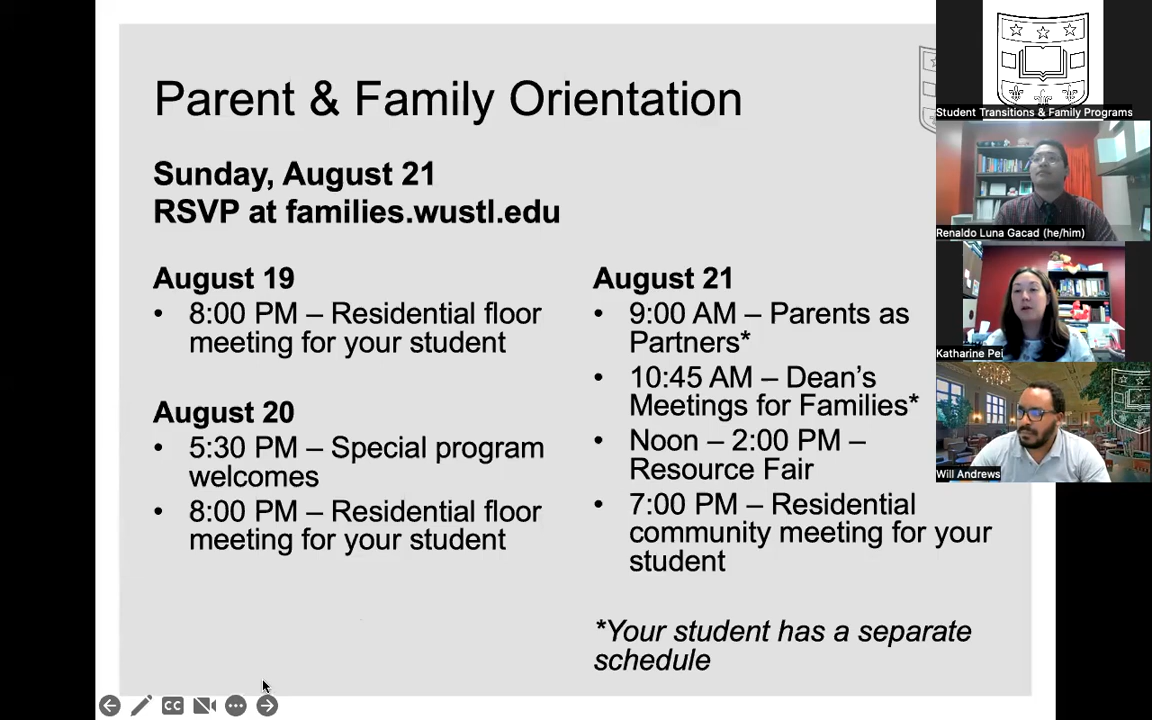 Parent & Family Orientation
Sunday, August 21
RSVP at families.wustl.edu
August 19
• 8:00 PM – Residential floor
meeting for your student
August 20
• 5:30 PM – Special program
welcomes
• 8:00 PM – Residential floor
meeting for your student
August 21
• 9:00 AM – Parents as
Partners*
• 10:45 AM – Dean’s
Meetings for Families*
• Noon – 2:00 PM –
Resource Fair
• 7:00 PM – Residential
community meeting for your
student
*Your student has a separate
schedule
Student Transitions & Family Programs
Renaldo Luna Gacad (he/him)
Katharine Pei
Will Andrews
CC